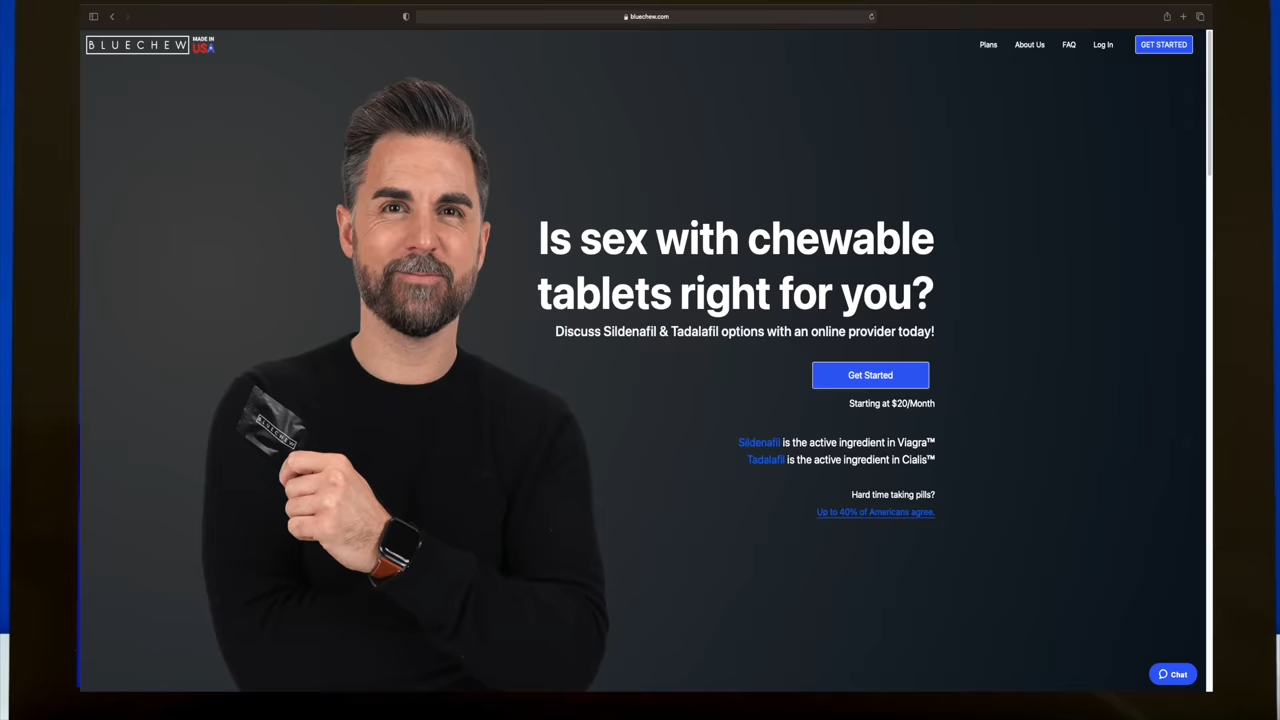 bluechew.com
BLUECHEW
MADE IN
USA
Plans
About Us
FAQ
Log In
GET STARTED
Is sex with chewable
tablets right for you?
Discuss Sildenafil & Tadalafil options with an online provider today!
Get Started
Starting at $20/Month
Sildenafil is the active ingredient in Viagra™
Tadalafil is the active ingredient in Cialis™
Hard time taking pills?
Up to 40% of Americans agree.
BLUECHEW
Chat